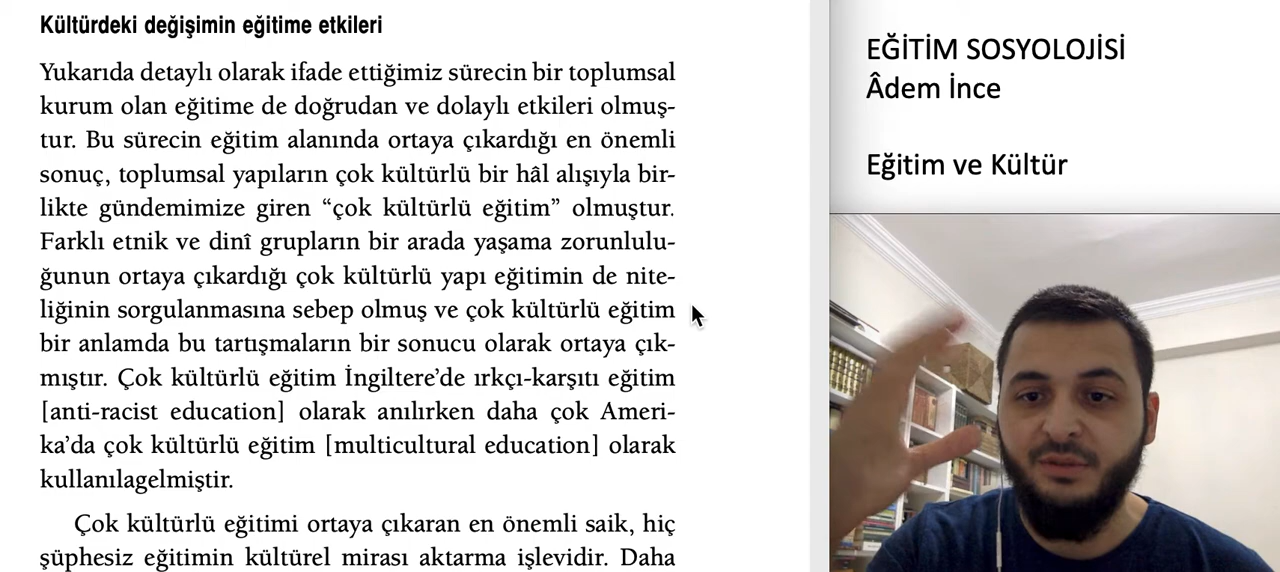 Kültürdeki değişimin eğitime etkileri
Yukarıda detaylı olarak ifade ettiğimiz sürecin bir toplumsal
kurum olan eğitime de doğrudan ve dolaylı etkileri olmuş-
tur. Bu sürecin eğitim alanında ortaya çıkardığı en önemli
sonuç, toplumsal yapıların çok kültürlü bir hâl alışıyla bir-
likte gündemimize giren “çok kültürlü eğitim” olmuştur.
Farklı etnik ve dinî grupların bir arada yaşama zorunlulu-
ğunun ortaya çıkardığı çok kültürlü yapı eğitimin de nite-
liğinin sorgulanmasına sebep olmuş ve çok kültürlü eğitim
bir anlamda bu tartışmaların bir sonucu olarak ortaya çık-
mıştır. Çok kültürlü eğitim İngiltere’de ırkçı-karşıtı eğitim
[anti-racist education] olarak anılırken daha çok Ameri-
ka’da çok kültürlü eğitim [multicultural education] olarak
kullanılagelmiştir.
Çok kültürlü eğitimi ortaya çıkaran en önemli saik, hiç
şüphesiz eğitimin kültürel mirası aktarma işlevidir. Daha
EĞİTİM SOSYOLOJİSİ
Âdem İnce
Eğitim ve Kültür